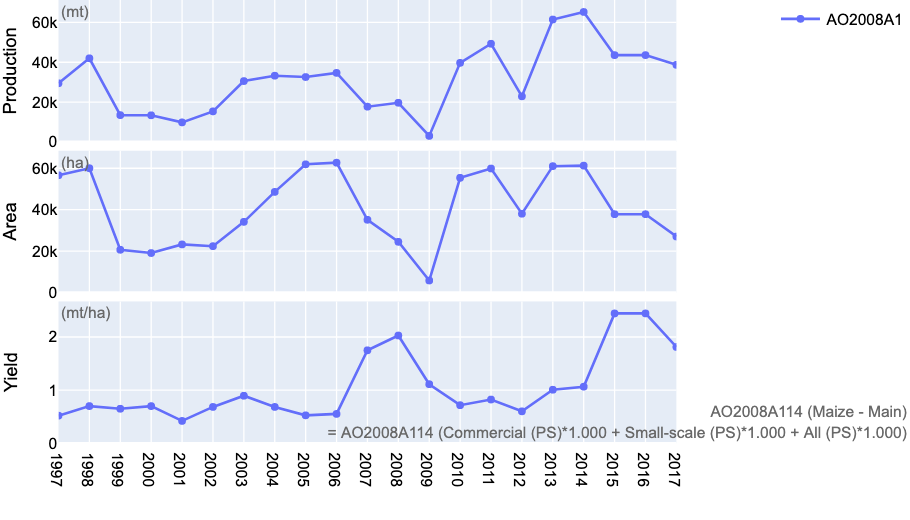 (mt)
60k
40k
20k
0
Production
AO2008A1
(ha)
60k
40k
20k
0
Area
(mt/ha)
2
1
0
Yield
AO2008A114 (Maize - Main)
= AO2008A114 (Commercial (PS)*1.000 + Small-scale (PS)*1.000 + All (PS)*1.000)
1997 1998 1999 2000 2001 2002 2003 2004 2005 2006 2007 2008 2009 2010 2011 2012 2013 2014 2015 2016 2017